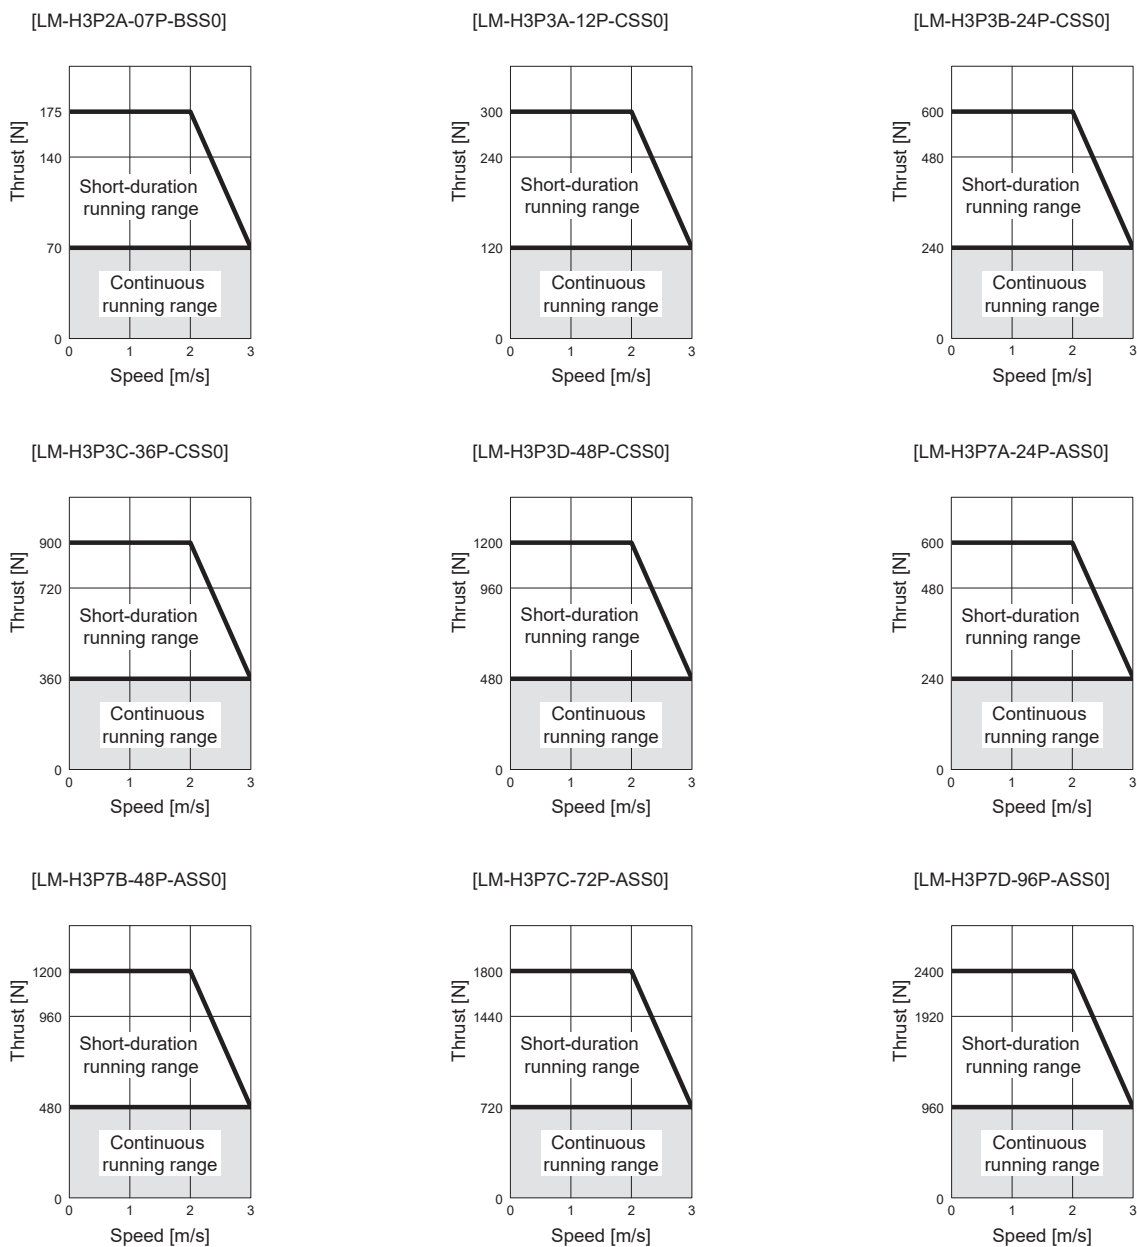 [LM-H3P2A-07P-BSS0]
Thrust [N]
175
140
70
0
Short-duration
running range
Continuous
running range
0 1 2 3
Speed [m/s]
[LM-H3P3A-12P-CSS0]
Thrust [N]
300
240
120
0
Short-duration
running range
Continuous
running range
0 1 2 3
Speed [m/s]
[LM-H3P3B-24P-CSS0]
Thrust [N]
600
480
240
0
Short-duration
running range
Continuous
running range
0 1 2 3
Speed [m/s]
[LM-H3P3C-36P-CSS0]
Thrust [N]
900
720
360
0
Short-duration
running range
Continuous
running range
0 1 2 3
Speed [m/s]
[LM-H3P3D-48P-CSS0]
Thrust [N]
1200
960
480
0
Short-duration
running range
Continuous
running range
0 1 2 3
Speed [m/s]
[LM-H3P7A-24P-ASS0]
Thrust [N]
600
480
240
0
Short-duration
running range
Continuous
running range
0 1 2 3
Speed [m/s]
[LM-H3P7B-48P-ASS0]
Thrust [N]
1200
960
480
0
Short-duration
running range
Continuous
running range
0 1 2 3
Speed [m/s]
[LM-H3P7C-72P-ASS0]
Thrust [N]
1800
1440
720
0
Short-duration
running range
Continuous
running range
0 1 2 3
Speed [m/s]
[LM-H3P7D-96P-ASS0]
Thrust [N]
2400
1920
960
0
Short-duration
running range
Continuous
running range
0 1 2 3
Speed [m/s]